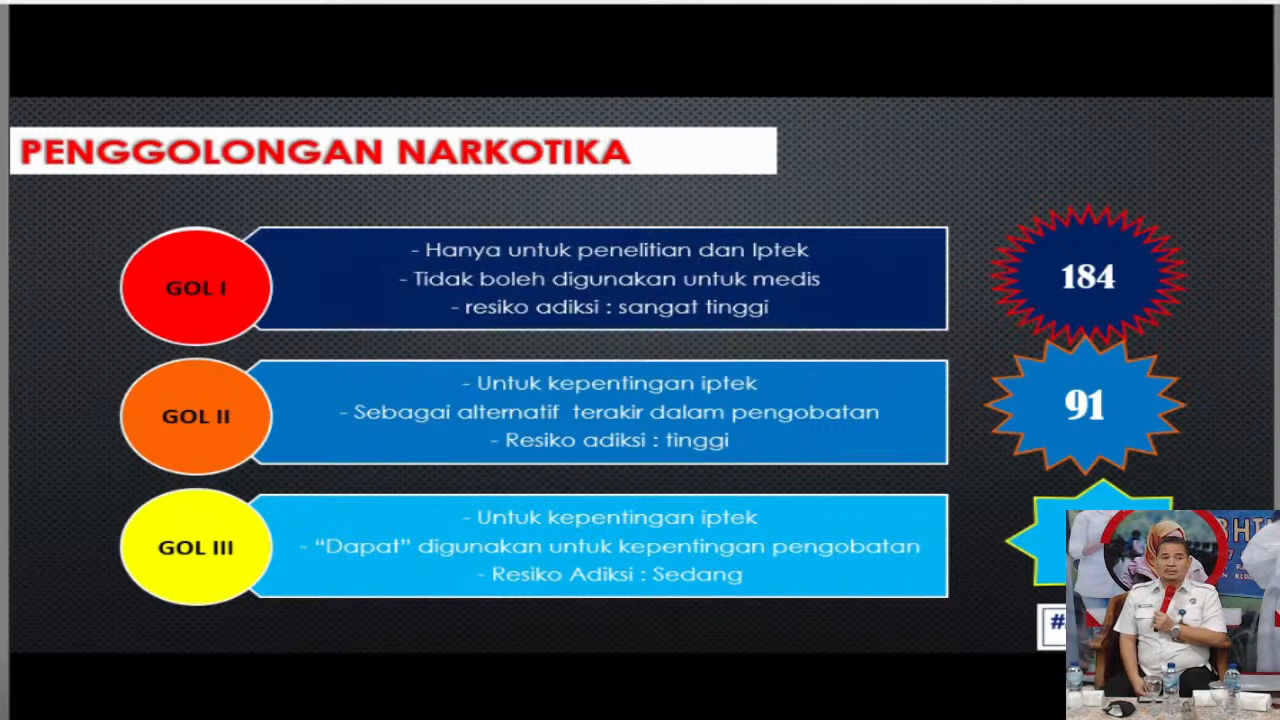 PENGGOLONGAN NARKOTIKA
GOL I
- Hanya untuk penelitian dan Iptek
- Tidak boleh digunakan untuk medis
- resiko adiksi : sangat tinggi
184
GOL II
- Untuk kepentingan iptek
- Sebagai alternatif terakir dalam pengobatan
- Resiko adiksi : tinggi
91
GOL III
- Untuk kepentingan iptek
- “Dapat” digunakan untuk kepentingan pengobatan
- Resiko Adiksi : Sedang
#